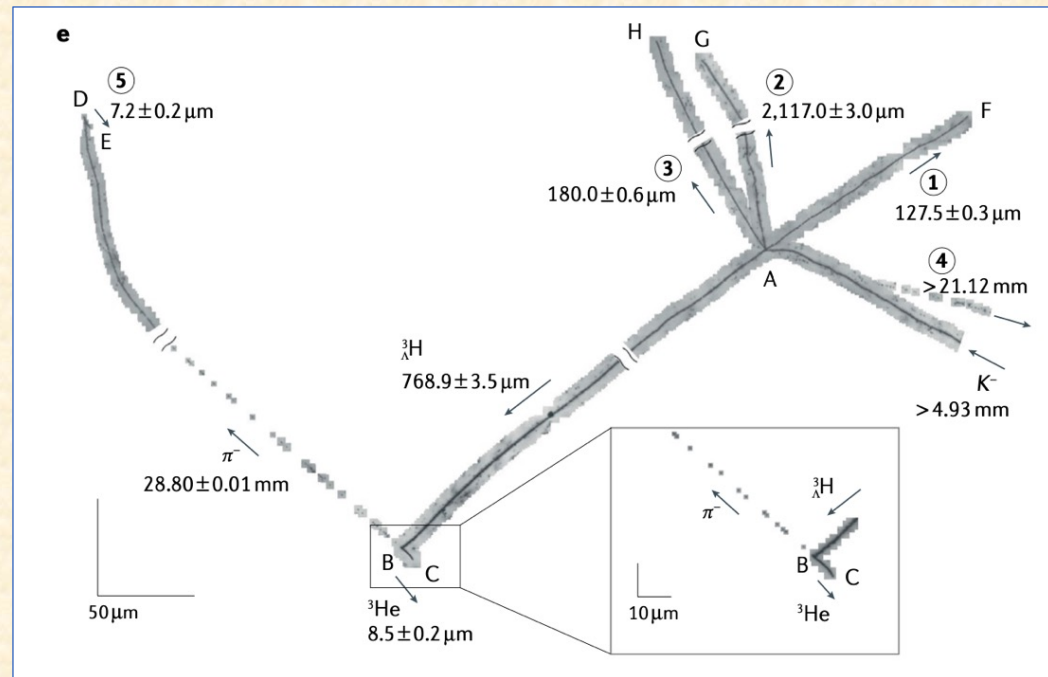 e
H
G
D
⑤
7.2±0.2 μm
E
②
2,117.0±3.0 μm
F
③
180.0±0.6 μm
①
127.5±0.3 μm
A
④
>21.12 mm
³ΛH
768.9±3.5 μm
K⁻
>4.93 mm
π⁻
28.80±0.01 mm
³ΛH
π⁻
B
C
B
C
50 μm
³He
8.5±0.2 μm
10 μm
³He